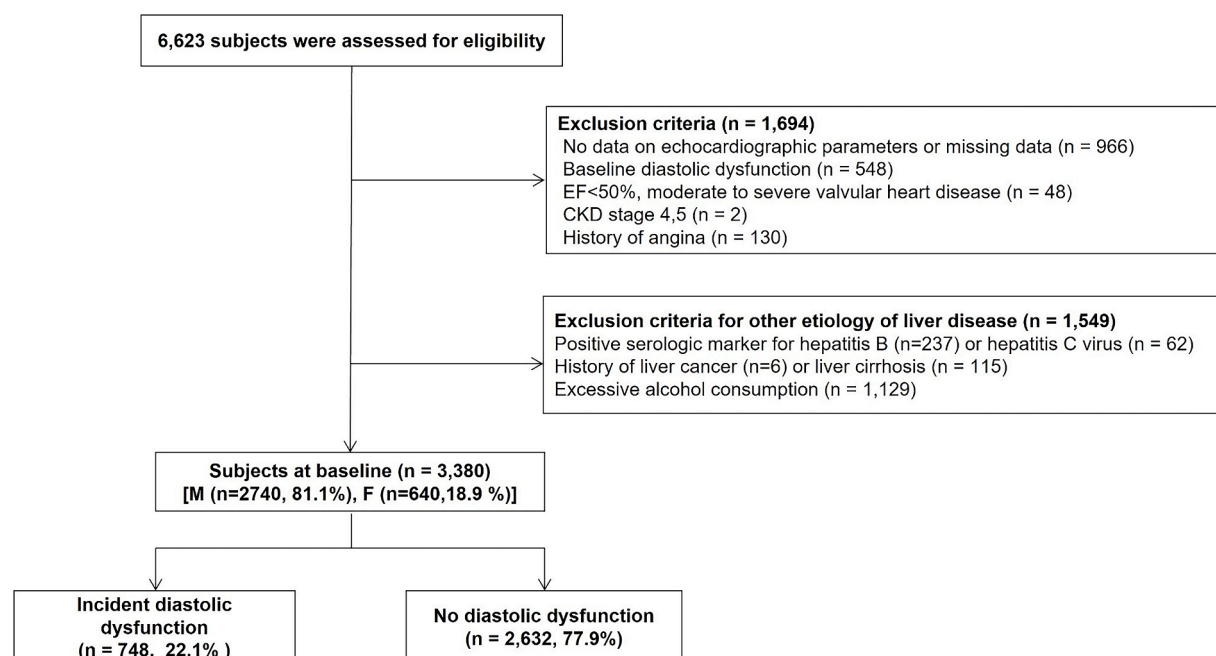 6,623 subjects were assessed for eligibility
Exclusion criteria (n = 1,694)
No data on echocardiographic parameters or missing data (n = 966)
Baseline diastolic dysfunction (n = 548)
EF<50%, moderate to severe valvular heart disease (n = 48)
CKD stage 4,5 (n = 2)
History of angina (n = 130)
Exclusion criteria for other etiology of liver disease (n = 1,549)
Positive serologic marker for hepatitis B (n=237) or hepatitis C virus (n = 62)
History of liver cancer (n=6) or liver cirrhosis (n = 115)
Excessive alcohol consumption (n = 1,129)
Subjects at baseline (n = 3,380)
[M (n=2740, 81.1%), F (n=640,18.9 %)]
Incident diastolic
dysfunction
(n = 748, 22.1% )
No diastolic dysfunction
(n = 2,632, 77.9%)